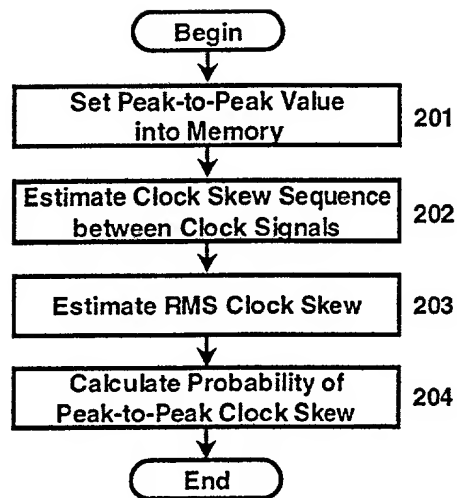 Begin
Set Peak-to-Peak Value
into Memory
201
Estimate Clock Skew Sequence
between Clock Signals
202
Estimate RMS Clock Skew
203
Calculate Probability of
Peak-to-Peak Clock Skew
204
End